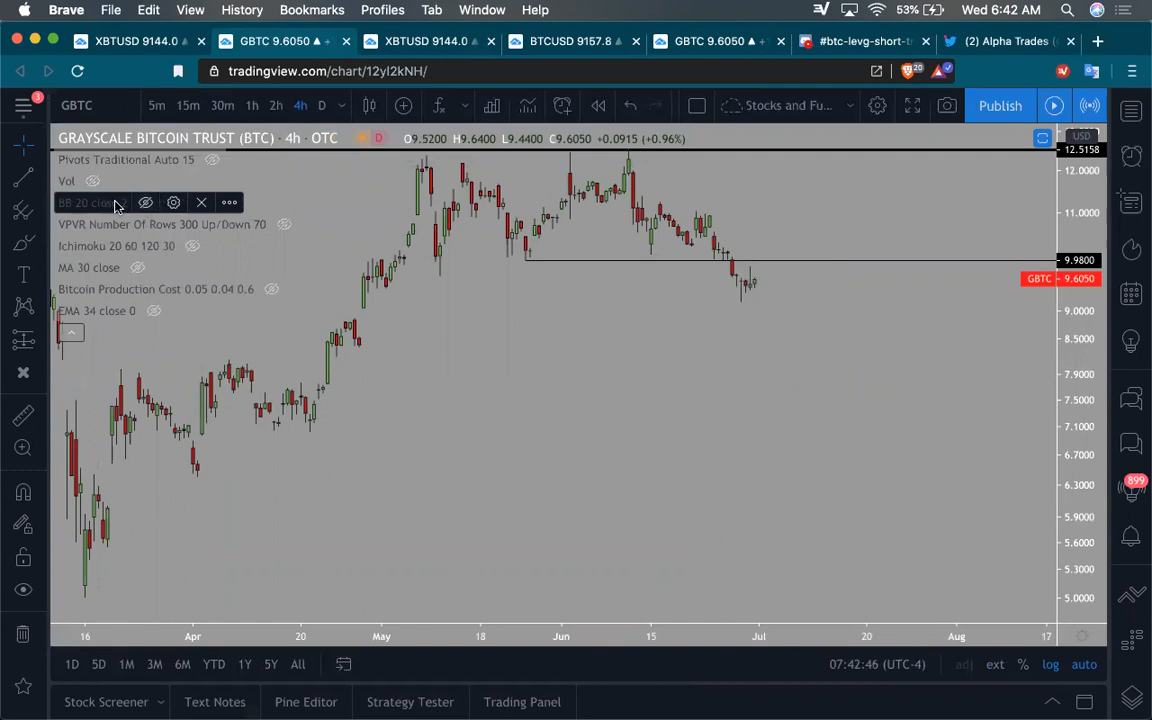 Brave File Edit View History Bookmarks Profiles Tab Window Help 53% Wed 6:42 AM
XBTUSD 9144.0 × GBTC 9.6050 ▲ + × XBTUSD 9144.0 × BTCUSD 9157.8 × GBTC 9.6050 ▲ + × #btc-levg-short-tr × (2) Alpha Trades ( × +
tradingview.com/chart/12yl2kNH/ 20
3 GBTC 5m 15m 30m 1h 2h 4h D Stocks and Fu... Publish
GRAYSCALE BITCOIN TRUST (BTC) · 4h · OTC D O9.5200 H9.6400 L9.4400 C9.6050 +0.0915 (+0.96%) USD
12.5158
Pivots Traditional Auto 15
12.0000
Vol
BB 20 close 2
11.0000
VPVR Number Of Rows 300 Up/Down 70
Ichimoku 20 60 120 30
9.9800
MA 30 close
GBTC 9.6050
Bitcoin Production Cost 0.05 0.04 0.6
EMA 34 close 0
9.0000
8.5000
7.9000
7.5000
7.1000
6.7000
6.3000
899
5.9000
5.6000
5.3000
5.0000
16 Apr 20 May 18 Jun 15 Jul 20 Aug 17
1D 5D 1M 3M 6M YTD 1Y 5Y All 07:42:46 (UTC-4) adj ext % log auto
Stock Screener Text Notes Pine Editor Strategy Tester Trading Panel